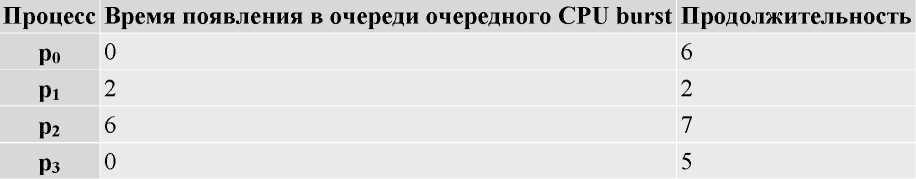 Процесс Время появления в очереди очередного CPU burst Продолжительность
p0 0 6
p1 2 2
p2 6 7
p3 0 5